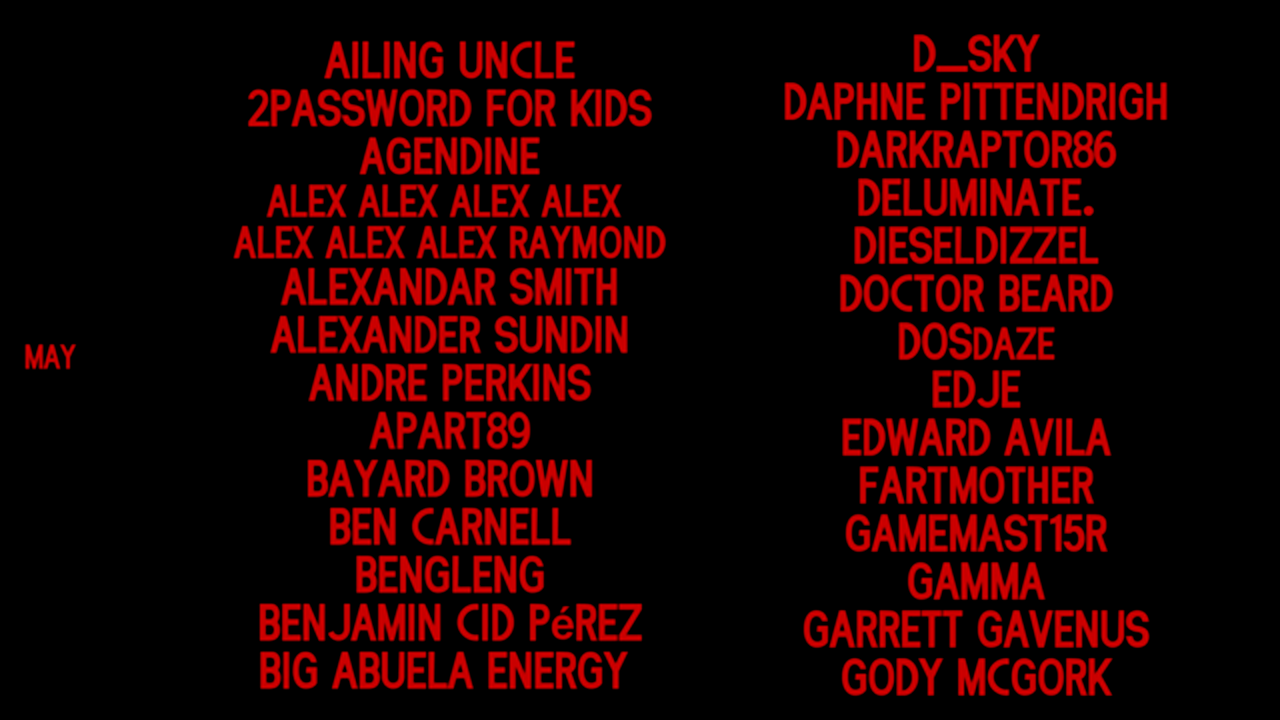 MAY
AILING UNCLE
2PASSWORD FOR KIDS
AGENDINE
ALEX ALEX ALEX ALEX
ALEX ALEX ALEX RAYMOND
ALEXANDAR SMITH
ALEXANDER SUNDIN
ANDRE PERKINS
APART89
BAYARD BROWN
BEN CARNELL
BENGLENG
BENJAMIN CID PéREZ
BIG ABUELA ENERGY
D_SKY
DAPHNE PITTENDRIGH
DARKRAPTOR86
DELUMINATE.
DIESELDIZZEL
DOCTOR BEARD
DOSDAZE
EDJE
EDWARD AVILA
FARTMOTHER
GAMEMAST15R
GAMMA
GARRETT GAVENUS
GODY MCGORK